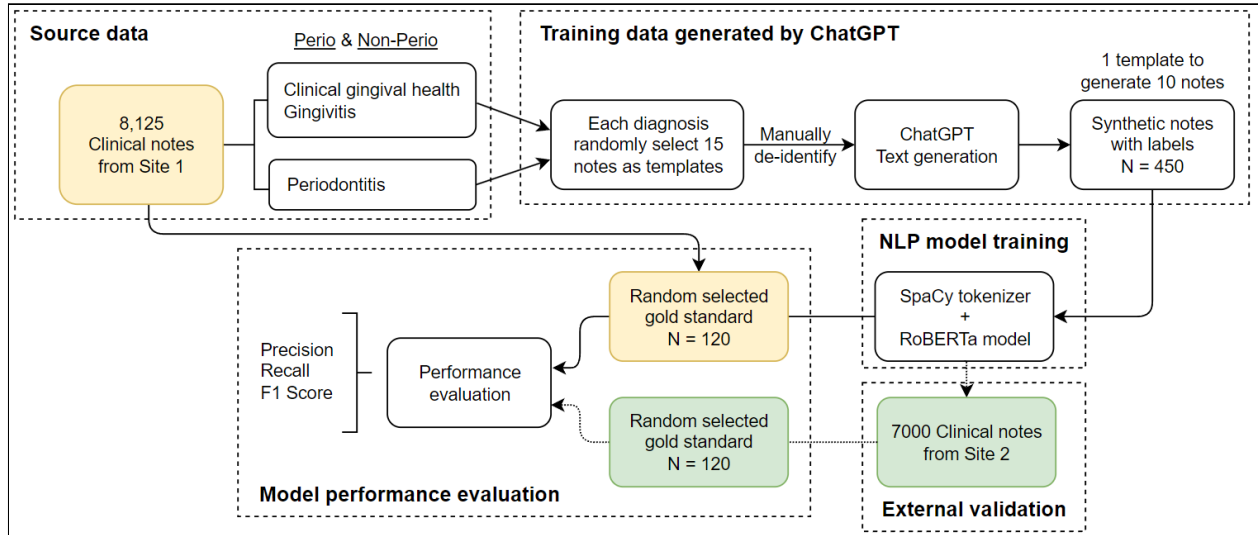 Source data
Perio & Non-Perio
8,125
Clinical notes
from Site 1
Clinical gingival health
Gingivitis
Periodontitis
Training data generated by ChatGPT
Each diagnosis
randomly select 15
notes as templates
Manually
de-identify
ChatGPT
Text generation
1 template to
generate 10 notes
Synthetic notes
with labels
N = 450
NLP model training
SpaCy tokenizer
+
RoBERTa model
Random selected
gold standard
N = 120
Precision
Recall
F1 Score
Performance
evaluation
Random selected
gold standard
N = 120
Model performance evaluation
7000 Clinical notes
from Site 2
External validation